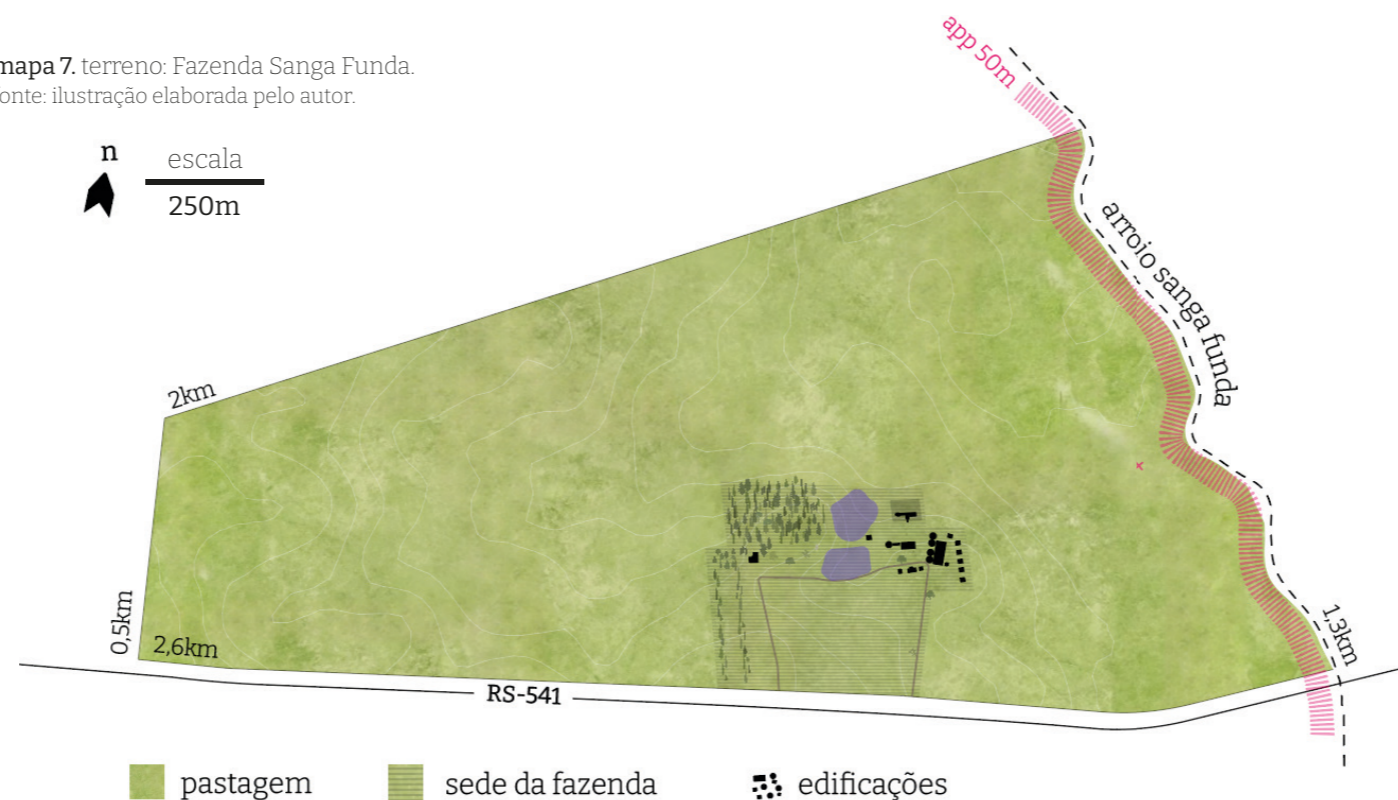 mapa 7. terreno: Fazenda Sanga Funda.
fonte: ilustração elaborada pelo autor.
n
escala
250m
app 50m
arroio sanga funda
2km
0,5km
2,6km
1,3km
RS-541
pastagem
sede da fazenda
edificações